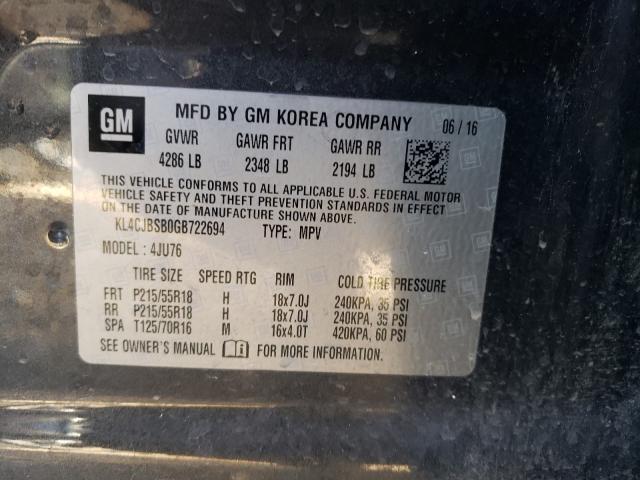 GM
MFD BY GM KOREA COMPANY 06 / 16
GVWR GAWR FRT GAWR RR
4286 LB 2348 LB 2194 LB
THIS VEHICLE CONFORMS TO ALL APPLICABLE U.S. FEDERAL MOTOR
VEHICLE SAFETY AND THEFT PREVENTION STANDARDS IN EFFECT
ON THE DATE OF MANUFACTURE SHOWN ABOVE.
KL4CJBSB0GB722694 TYPE: MPV
MODEL: 4JU76
TIRE SIZE SPEED RTG RIM COLD TIRE PRESSURE
FRT P215/55R18 H 18x7.0J 240KPA, 35 PSI
RR P215/55R18 H 18x7.0J 240KPA, 35 PSI
SPA T125/70R16 M 16x4.0T 420KPA, 60 PSI
SEE OWNER'S MANUAL FOR MORE INFORMATION.